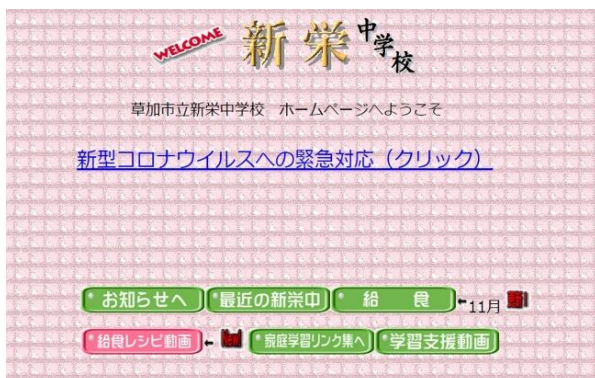 WELCOME 新栄中学校
草加市立新栄中学校 ホームページへようこそ
新型コロナウイルスへの緊急対応（クリック）
お知らせへ 最近の新栄中 給 食 ←11月
給食レシピ動画 ← New 家庭学習リンク集へ 学習支援動画